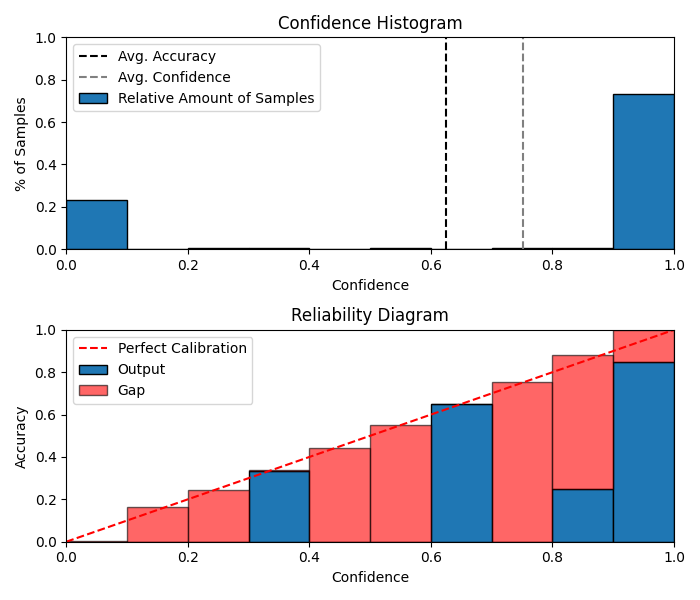 Confidence Histogram
1.0
0.8
0.6
0.4
0.2
0.0
% of Samples
Avg. Accuracy
Avg. Confidence
Relative Amount of Samples
0.0 0.2 0.4 0.6 0.8 1.0
Confidence
Reliability Diagram
1.0
0.8
0.6
0.4
0.2
0.0
Accuracy
Perfect Calibration
Output
Gap
0.0 0.2 0.4 0.6 0.8 1.0
Confidence